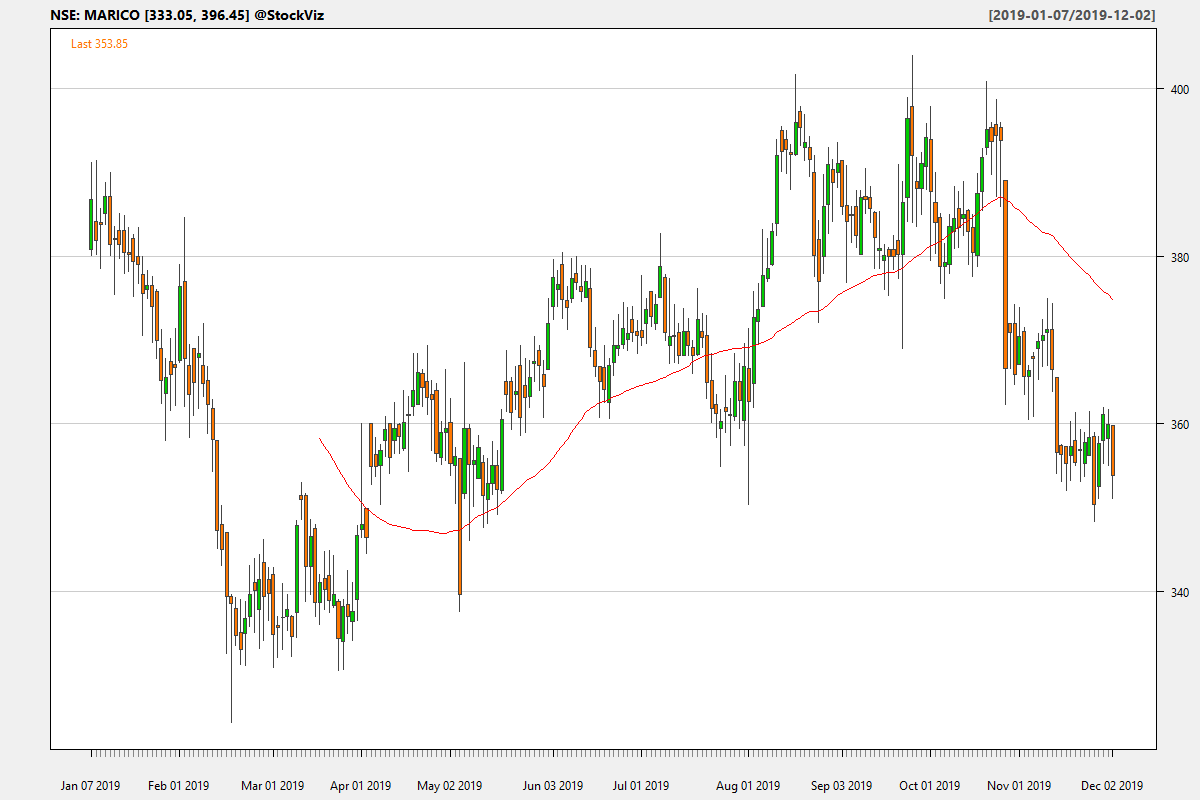 NSE: MARICO [333.05, 396.45] @StockViz
[2019-01-07/2019-12-02]
Last 353.85
400
380
360
340
Jan 07 2019
Feb 01 2019
Mar 01 2019
Apr 01 2019
May 02 2019
Jun 03 2019
Jul 01 2019
Aug 01 2019
Sep 03 2019
Oct 01 2019
Nov 01 2019
Dec 02 2019